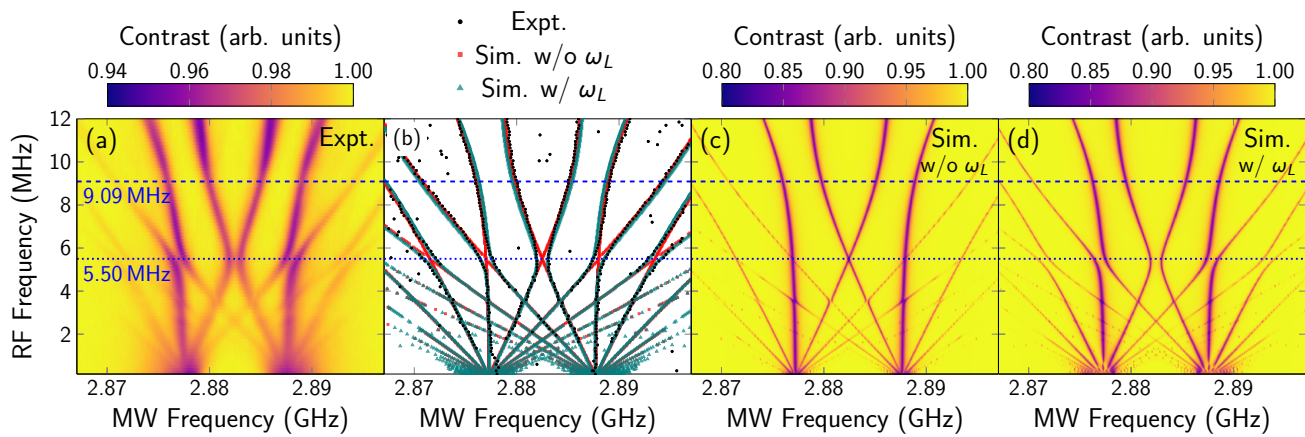 Contrast (arb. units)
0.94 0.96 0.98 1.00
Expt.
Sim. w/o ω_L
Sim. w/ ω_L
Contrast (arb. units)
0.80 0.85 0.90 0.95 1.00
Contrast (arb. units)
0.80 0.85 0.90 0.95 1.00
RF Frequency (MHz)
12
10
8
6
4
2
(a)
Expt.
9.09 MHz
5.50 MHz
2.87 2.88 2.89
MW Frequency (GHz)
(b)
2.87 2.88 2.89
MW Frequency (GHz)
(c)
Sim.
w/o ω_L
2.87 2.88 2.89
MW Frequency (GHz)
(d)
Sim.
w/ ω_L
2.87 2.88 2.89
MW Frequency (GHz)